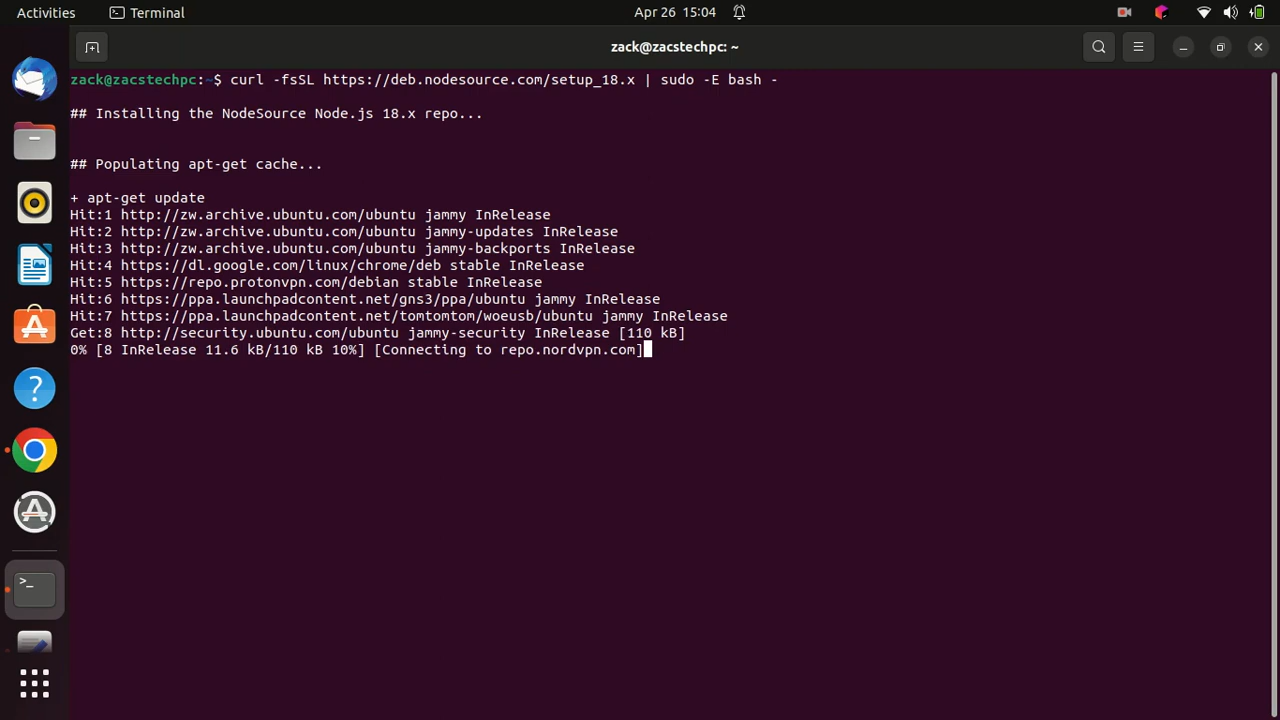 Activities Terminal Apr 26 15:04
zack@zacstechpc: ~
zack@zacstechpc:~$ curl -fsSL https://deb.nodesource.com/setup_18.x | sudo -E bash -
## Installing the NodeSource Node.js 18.x repo...
## Populating apt-get cache...
+ apt-get update
Hit:1 http://zw.archive.ubuntu.com/ubuntu jammy InRelease
Hit:2 http://zw.archive.ubuntu.com/ubuntu jammy-updates InRelease
Hit:3 http://zw.archive.ubuntu.com/ubuntu jammy-backports InRelease
Hit:4 https://dl.google.com/linux/chrome/deb stable InRelease
Hit:5 https://repo.protonvpn.com/debian stable InRelease
Hit:6 https://ppa.launchpadcontent.net/gns3/ppa/ubuntu jammy InRelease
Hit:7 https://ppa.launchpadcontent.net/tomtomtom/woeusb/ubuntu jammy InRelease
Get:8 http://security.ubuntu.com/ubuntu jammy-security InRelease [110 kB]
0% [8 InRelease 11.6 kB/110 kB 10%] [Connecting to repo.nordvpn.com]